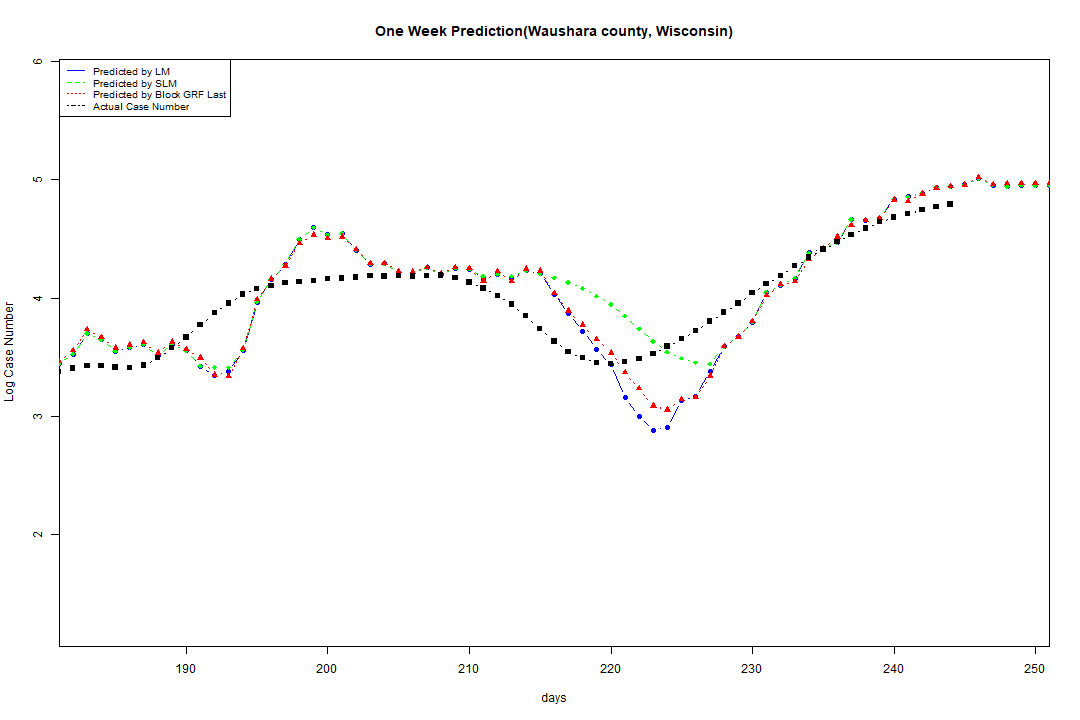 One Week Prediction(Waushara county, Wisconsin)
Predicted by LM
Predicted by SLM
Predicted by Block GRF Last
Actual Case Number
6
5
4
3
2
Log Case Number
190
200
210
220
230
240
250
days